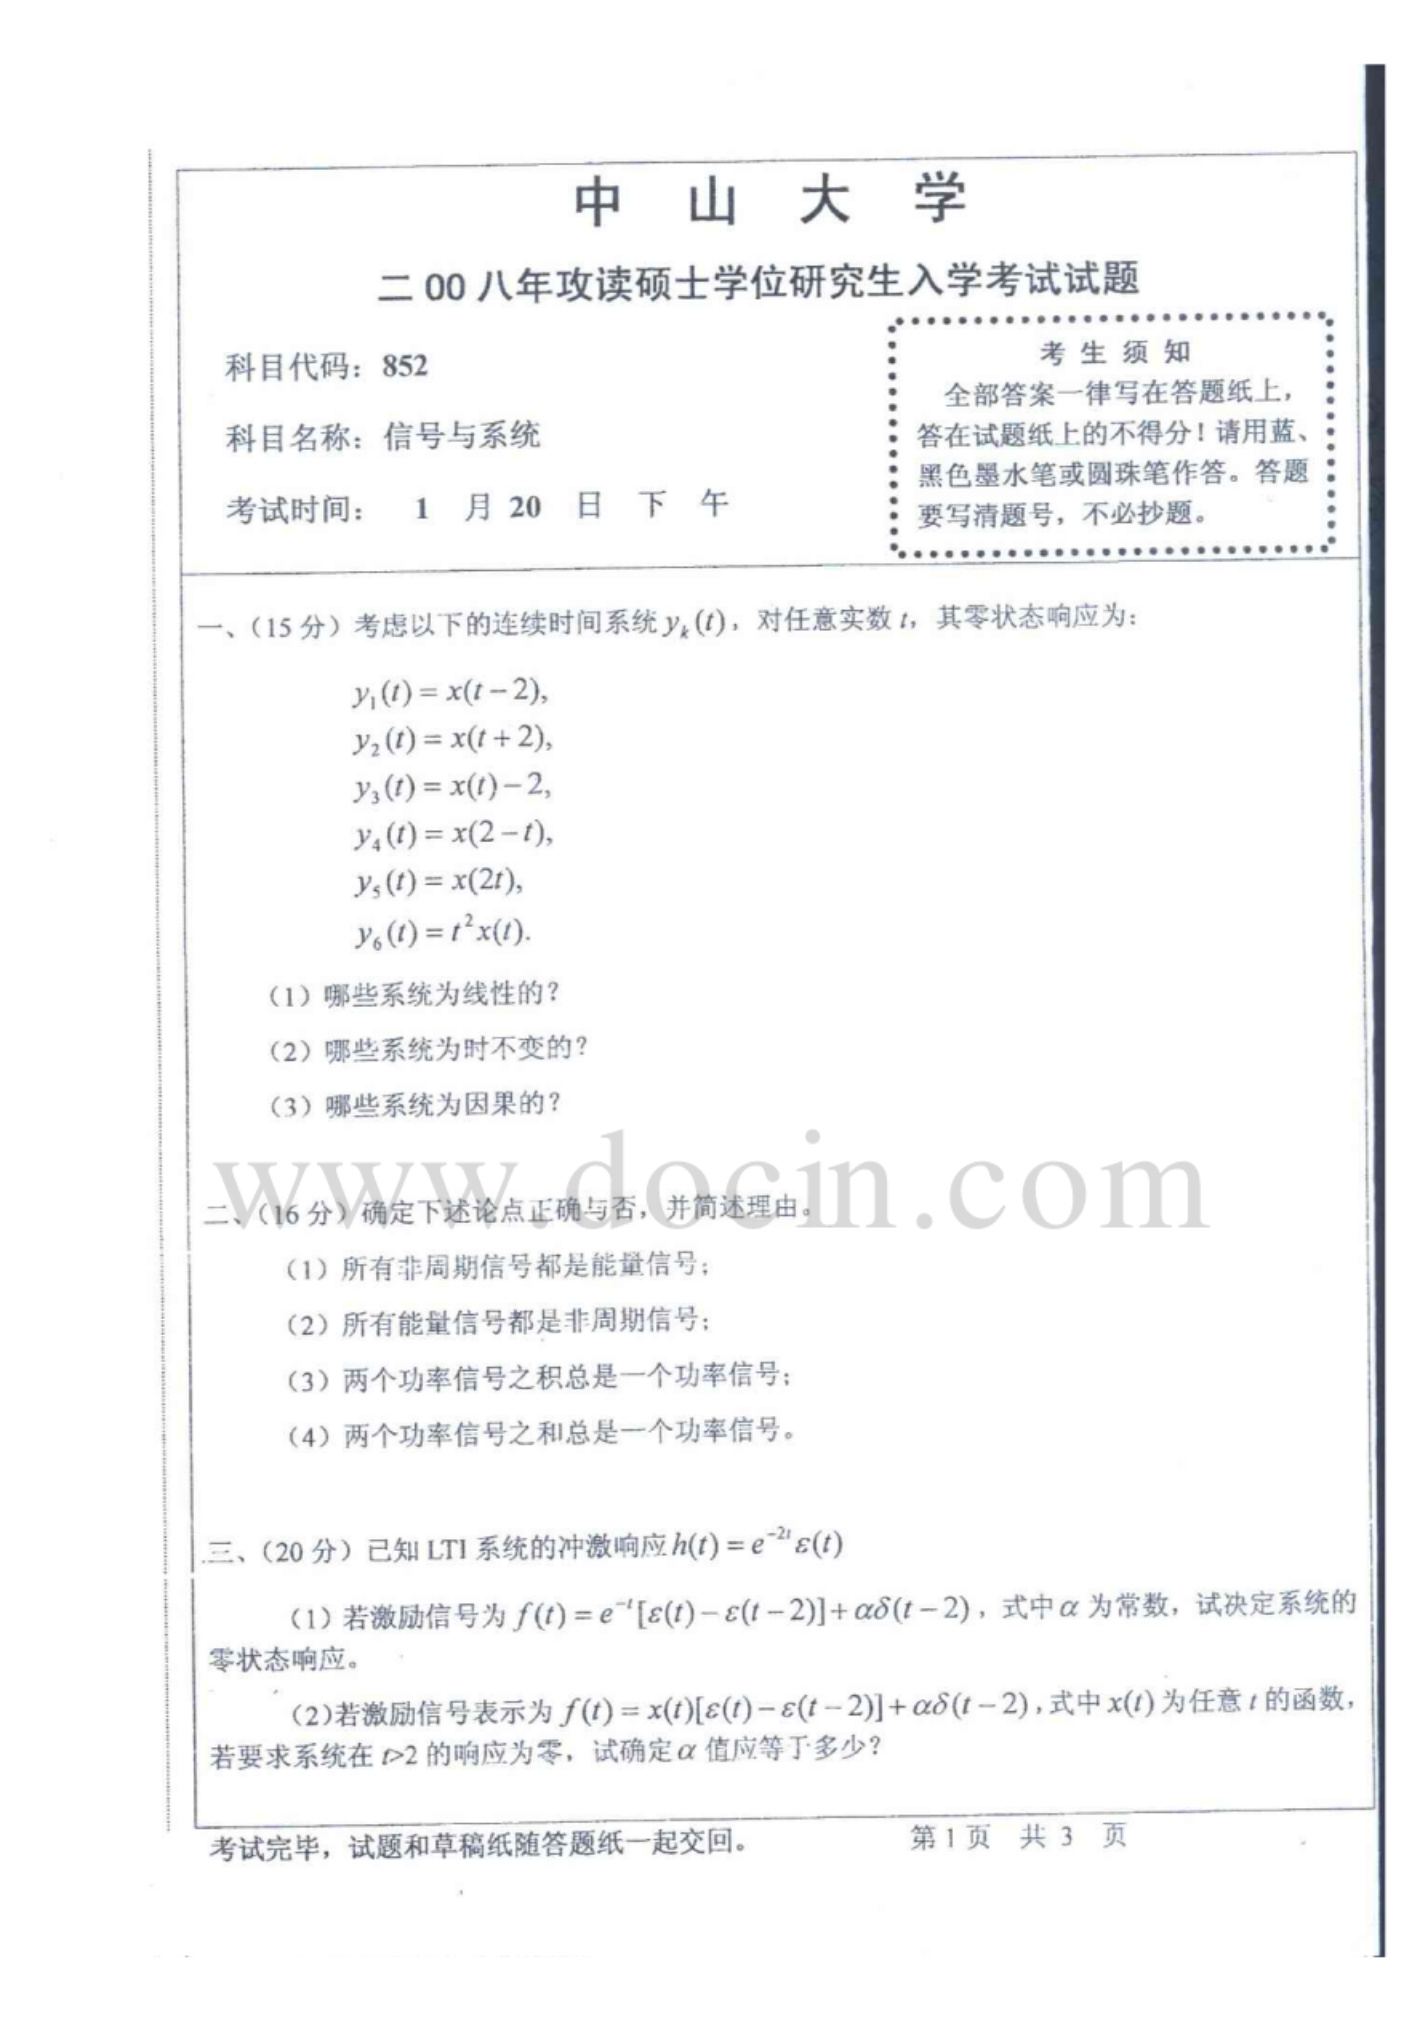 中 山 大 学
二00八年攻读硕士学位研究生入学考试试题
科目代码：852
科目名称：信号与系统
考试时间： 1 月 20 日 下 午
考 生 须 知
全部答案一律写在答题纸上，
答在试题纸上的不得分！请用蓝、
黑色墨水笔或圆珠笔作答。答题
要写清题号，不必抄题。
一、（15 分）考虑以下的连续时间系统 yₖ(t)，对任意实数 t，其零状态响应为：
y₁(t) = x(t − 2),
y₂(t) = x(t + 2),
y₃(t) = x(t) − 2,
y₄(t) = x(2 − t),
y₅(t) = x(2t),
y₆(t) = t²x(t).
（1）哪些系统为线性的？
（2）哪些系统为时不变的？
（3）哪些系统为因果的？
www.docin.com
二、（16 分）确定下述论点正确与否，并简述理由。
（1）所有非周期信号都是能量信号；
（2）所有能量信号都是非周期信号；
（3）两个功率信号之积总是一个功率信号；
（4）两个功率信号之和总是一个功率信号。
三、（20 分）已知 LTI 系统的冲激响应 h(t) = e⁻²ᵗ ε(t)
（1）若激励信号为 f(t) = e⁻ᵗ[ε(t) − ε(t − 2)] + αδ(t − 2)，式中 α 为常数，试决定系统的
零状态响应。
(2)若激励信号表示为 f(t) = x(t)[ε(t) − ε(t − 2)] + αδ(t − 2)，式中 x(t) 为任意 t 的函数，
若要求系统在 t>2 的响应为零，试确定 α 值应等于多少？
考试完毕，试题和草稿纸随答题纸一起交回。 第 1 页 共 3 页